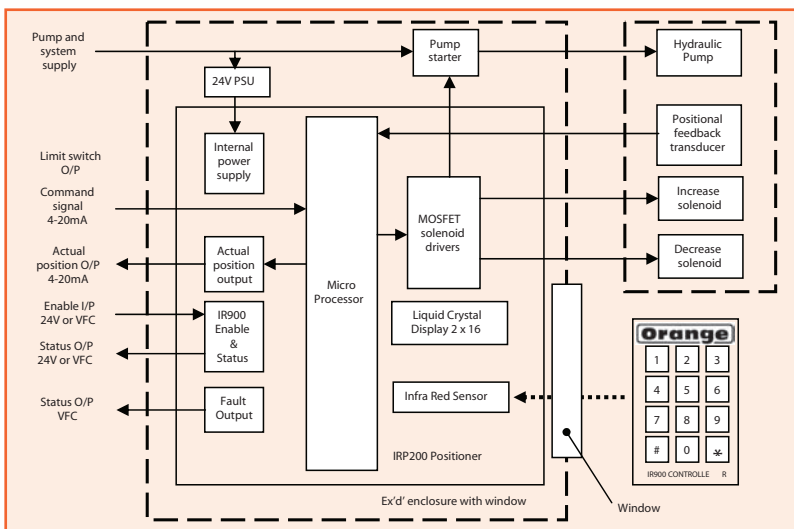 Pump and
system
supply
24V PSU
Pump
starter
Hydraulic
Pump
Internal
power
supply
Positional
feedback
transducer
Limit switch
O/P
Command
signal
4-20mA
MOSFET
solenoid
drivers
Increase
solenoid
Actual
position O/P
4-20mA
Actual
position
output
Micro
Processor
Decrease
solenoid
Enable I/P
24V or VFC
IR900
Enable
&
Status
Liquid Crystal
Display 2 x 16
Status O/P
24V or VFC
Status O/P
VFC
Fault
Output
Infra Red Sensor
IRP200 Positioner
Ex'd' enclosure with window
Window
Orange
1 2 3
4 5 6
7 8 9
# 0 *
IR900 CONTROLLE R